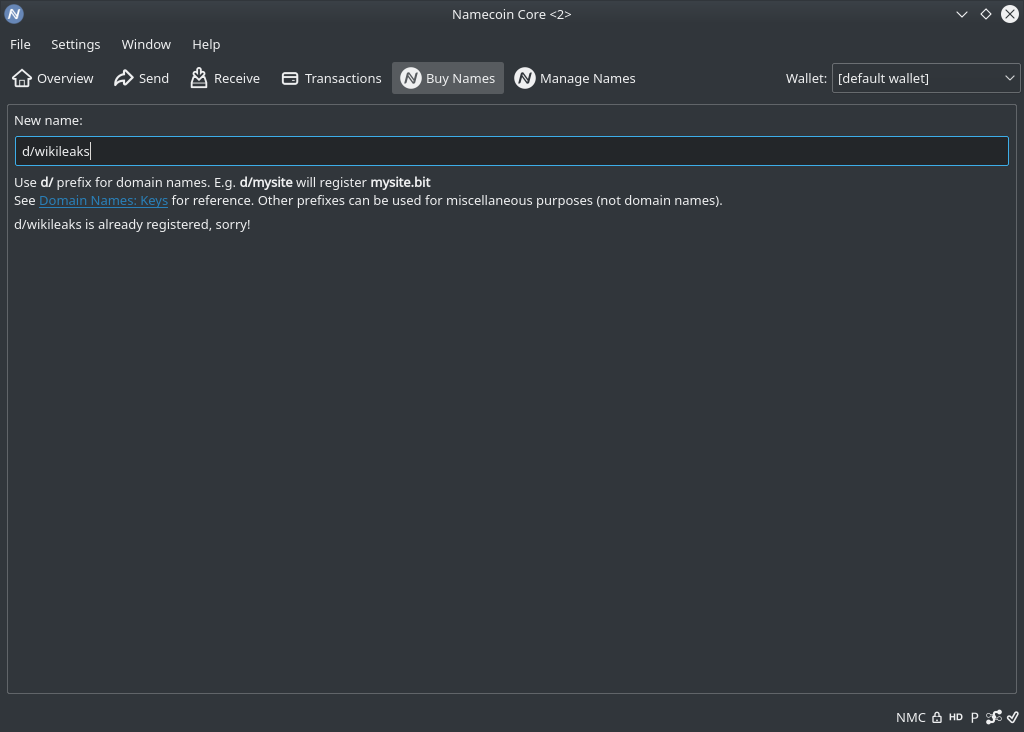 Namecoin Core <2>
File Settings Window Help
Overview Send Receive Transactions Buy Names Manage Names Wallet: [default wallet]
New name:
d/wikileaks
Use d/ prefix for domain names. E.g. d/mysite will register mysite.bit
See Domain Names: Keys for reference. Other prefixes can be used for miscellaneous purposes (not domain names).
d/wikileaks is already registered, sorry!
NMC HD P